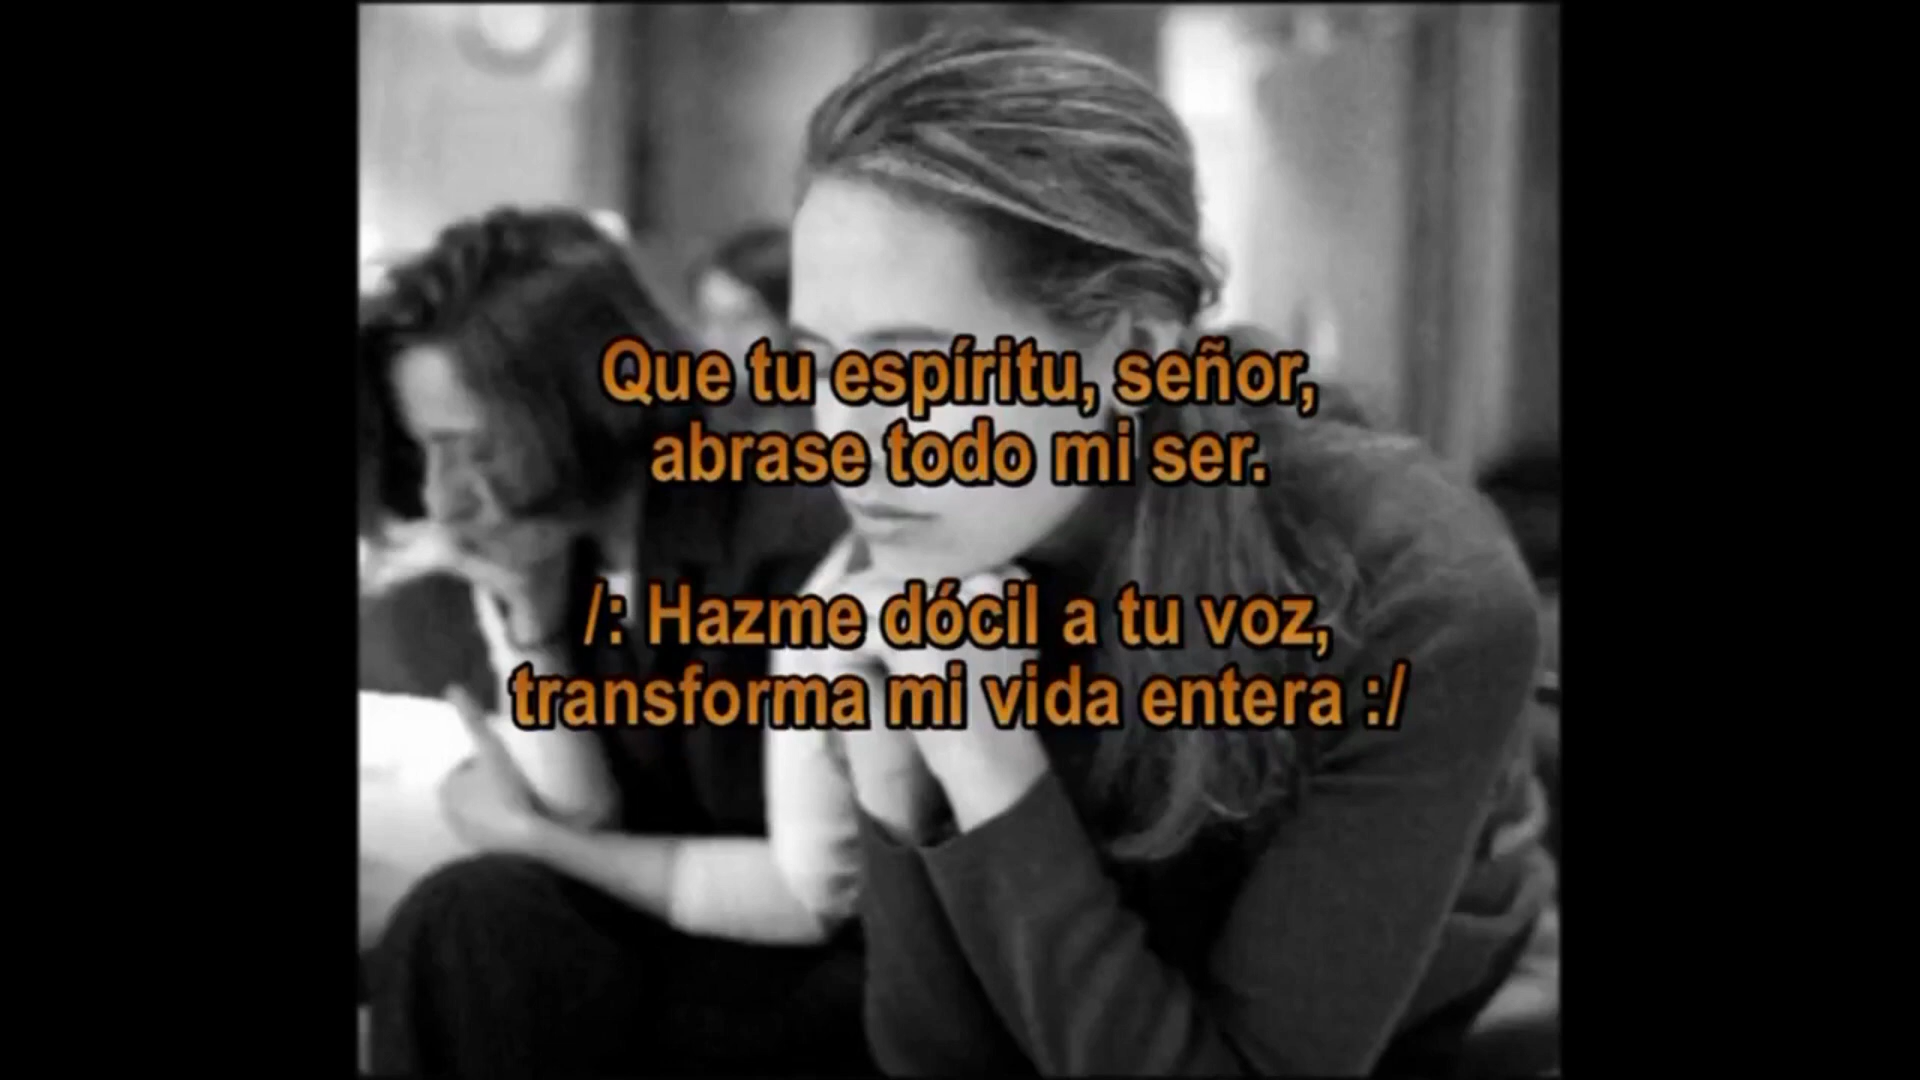 Que tu espíritu, señor,
abrase todo mi ser.
/: Hazme dócil a tu voz,
transforma mi vida entera :/